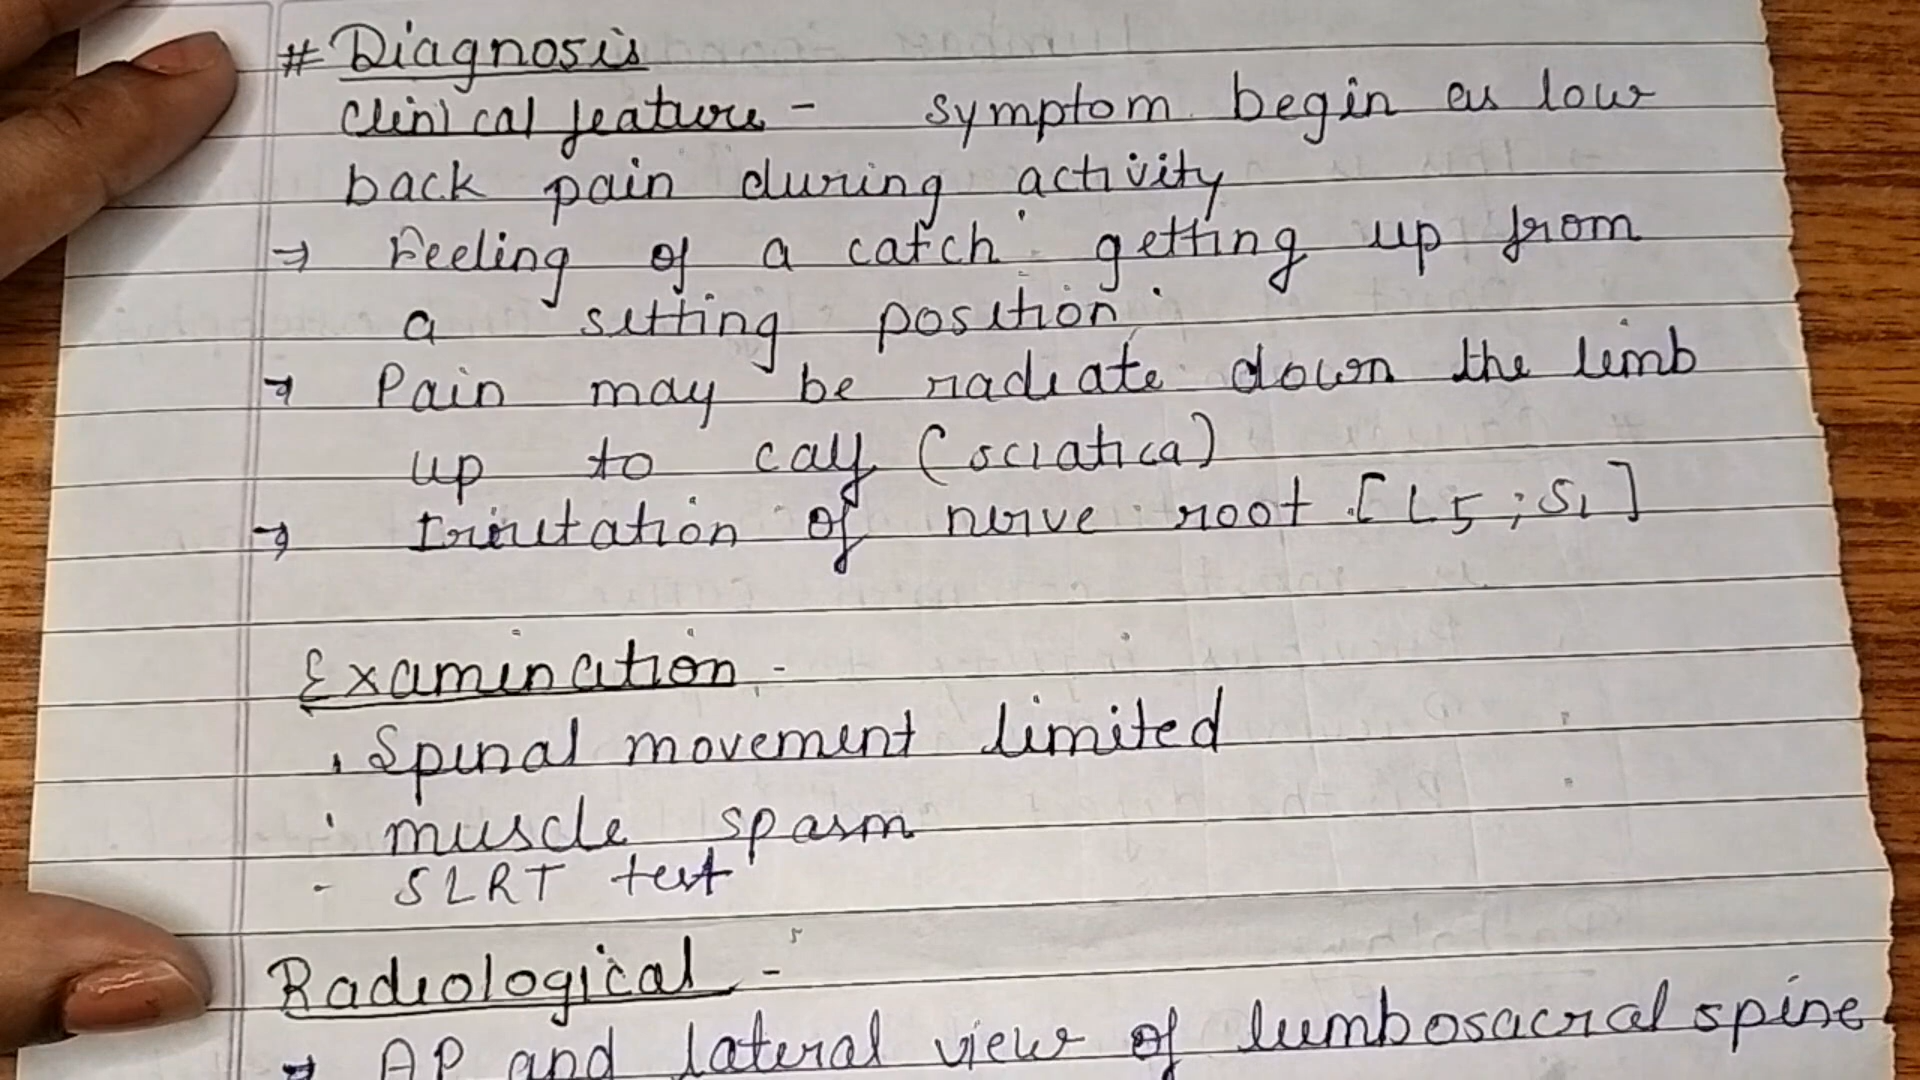 # Diagnosis
Clinical feature - symptom begin as low
back pain during activity
→ Feeling of a catch getting up from
a sitting position
→ Pain may be radiate down the limb
up to calf (sciatica)
→ Irritation of nerve root [L5 ; S1]
Examination -
. Spinal movement limited
. muscle spasm
- SLRT test
Radiological -
→ AP and lateral view of lumbosacral spine